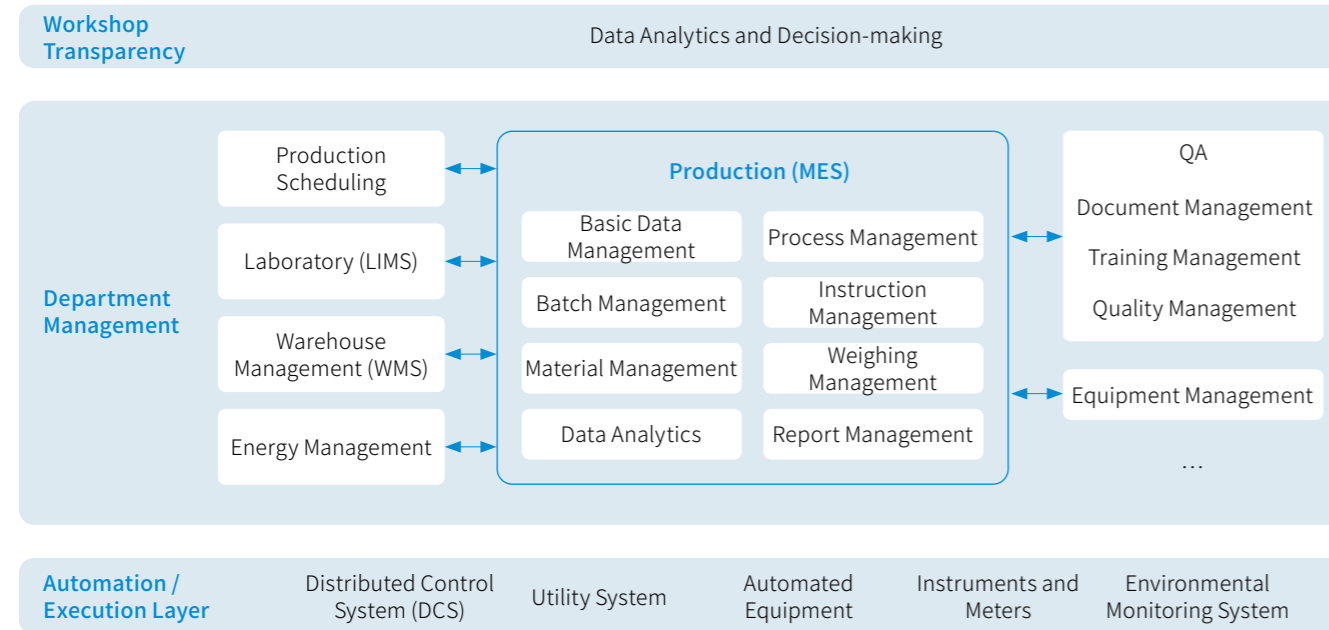 Workshop
Transparency
Data Analytics and Decision-making
Department
Management
Production
Scheduling
Laboratory (LIMS)
Warehouse
Management (WMS)
Energy Management
Production (MES)
Basic Data
Management
Process Management
Batch Management
Instruction
Management
Material Management
Weighing
Management
Data Analytics
Report Management
QA
Document Management
Training Management
Quality Management
Equipment Management
…
Automation /
Execution Layer
Distributed Control
System (DCS)
Utility System
Automated
Equipment
Instruments and
Meters
Environmental
Monitoring System